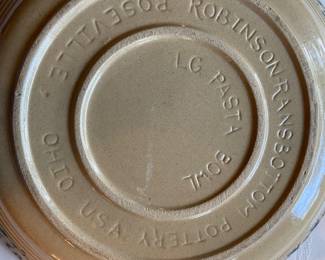 ROBINSON-RANSBOTTOM POTTERY USA OHIO, ROSEVILLE
LG PASTA BOWL